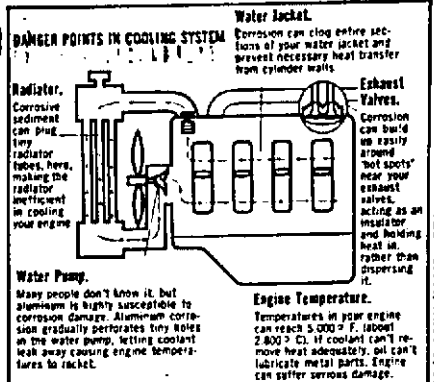 DANGER POINTS IN COOLING SYSTEM
Water Jacket.
Corrosion can clog entire sec-
tions of your water jacket and
prevent necessary heat transfer
from cylinder walls
Radiator.
Corrosive
sediment
can plug
tiny
radiator
tubes, here,
making the
radiator
inefficient
in cooling
your engine
Exhaust
Valves.
Corrosion
can build
up easily
around
"hot spots"
near your
exhaust
valves,
acting as an
insulator
and holding
heat in,
rather than
dispersing
it.
Water Pump.
Many people don't know it, but
aluminum is highly susceptible to
corrosion damage. Aluminum corro-
sion gradually perforates tiny holes
in the water pump, letting coolant
leak away causing engine tempera-
tures to rocket.
Engine Temperature.
Temperatures in your engine
can reach 5,000° F. (about
2,800° C). If coolant can't re-
move heat adequately, oil can't
lubricate metal parts. Engine
can suffer serious damage.